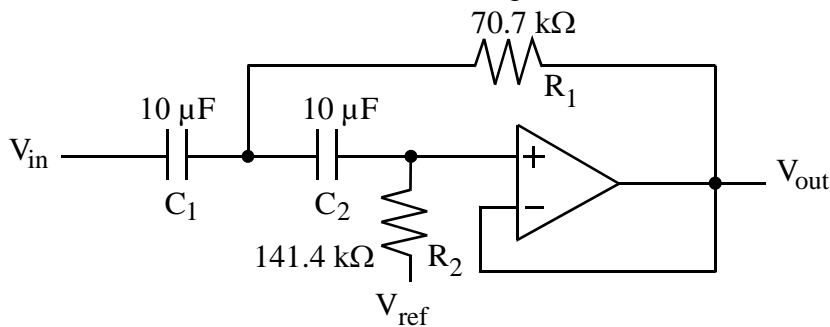 70.7 kΩ
R1
10 µF
10 µF
Vin
C1
C2
+
−
Vout
141.4 kΩ
R2
Vref